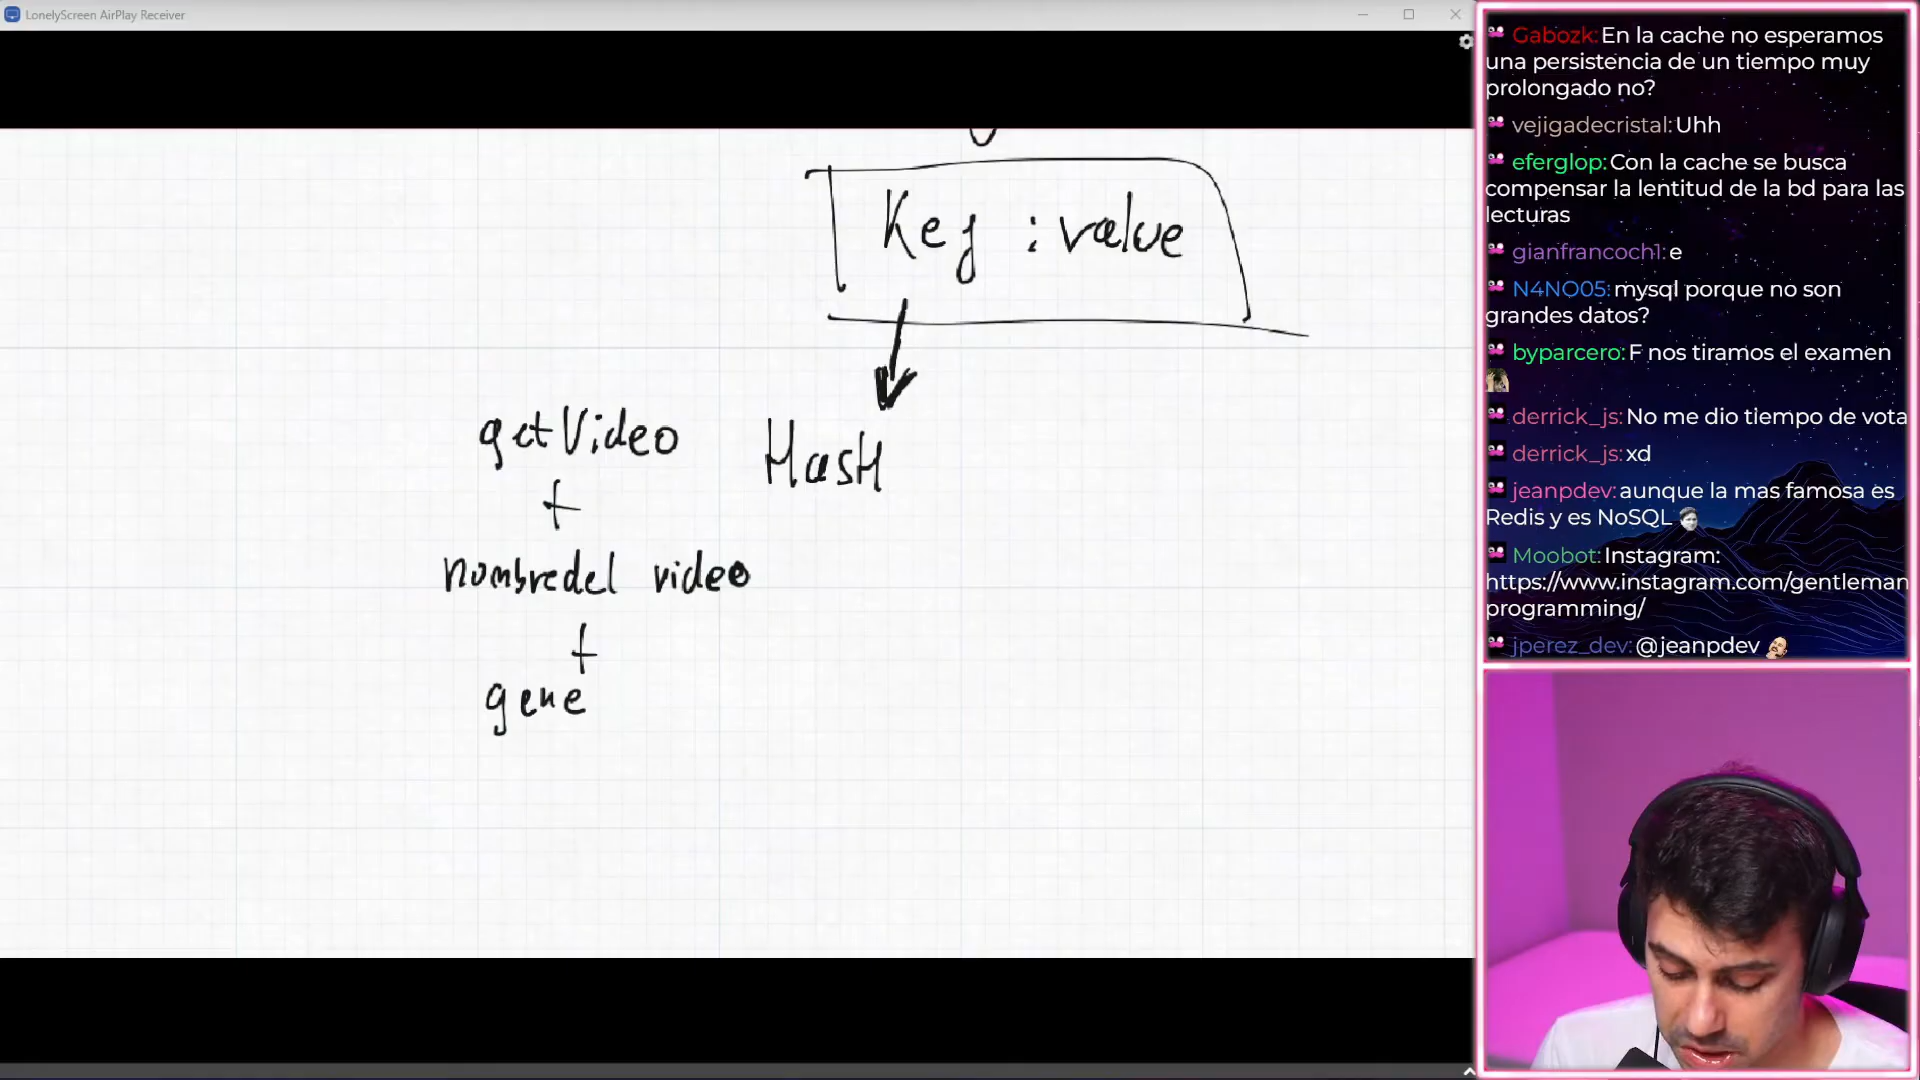 LonelyScreen AirPlay Receiver
Key : value
getVideo
HasH
+
nombredel video
+
gene
Gabozk: En la cache no esperamos
una persistencia de un tiempo muy
prolongado no?
vejigadecristal: Uhh
eferglop: Con la cache se busca
compensar la lentitud de la bd para las
lecturas
gianfrancoch1: e
N4NO05: mysql porque no son
grandes datos?
byparcero: F nos tiramos el examen
derrick_js: No me dio tiempo de vota
derrick_js: xd
jeanpdev: aunque la mas famosa es
Redis y es NoSQL
Moobot: Instagram:
https://www.instagram.com/gentleman
programming/
jperez_dev: @jeanpdev